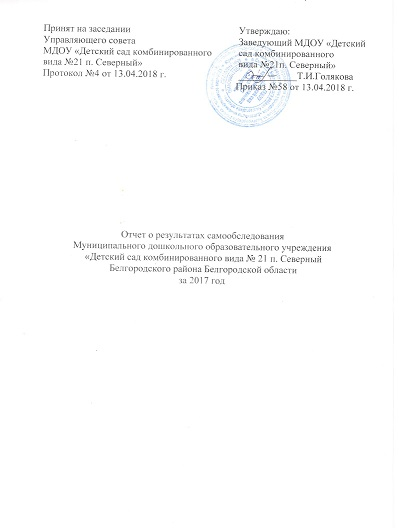 Принят на заседании
Управляющего совета
МДОУ «Детский сад комбинированного
вида №21 п. Северный»
Протокол №4 от 13.04.2018 г.
Утверждаю:
Заведующий МДОУ «Детский
сад комбинированного
вида №21п. Северный»
Т.И.Голякова
Приказ №58 от 13.04.2018 г.
Отчет о результатах самообследования
Муниципального дошкольного образовательного учреждения
«Детский сад комбинированного вида № 21 п. Северный
Белгородского района Белгородской области
за 2017 год